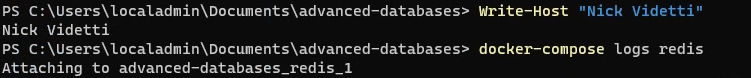 PS C:\Users\localadmin\Documents\advanced-databases> Write-Host "Nick Videtti"
Nick Videtti
PS C:\Users\localadmin\Documents\advanced-databases> docker-compose logs redis
Attaching to advanced-databases_redis_1